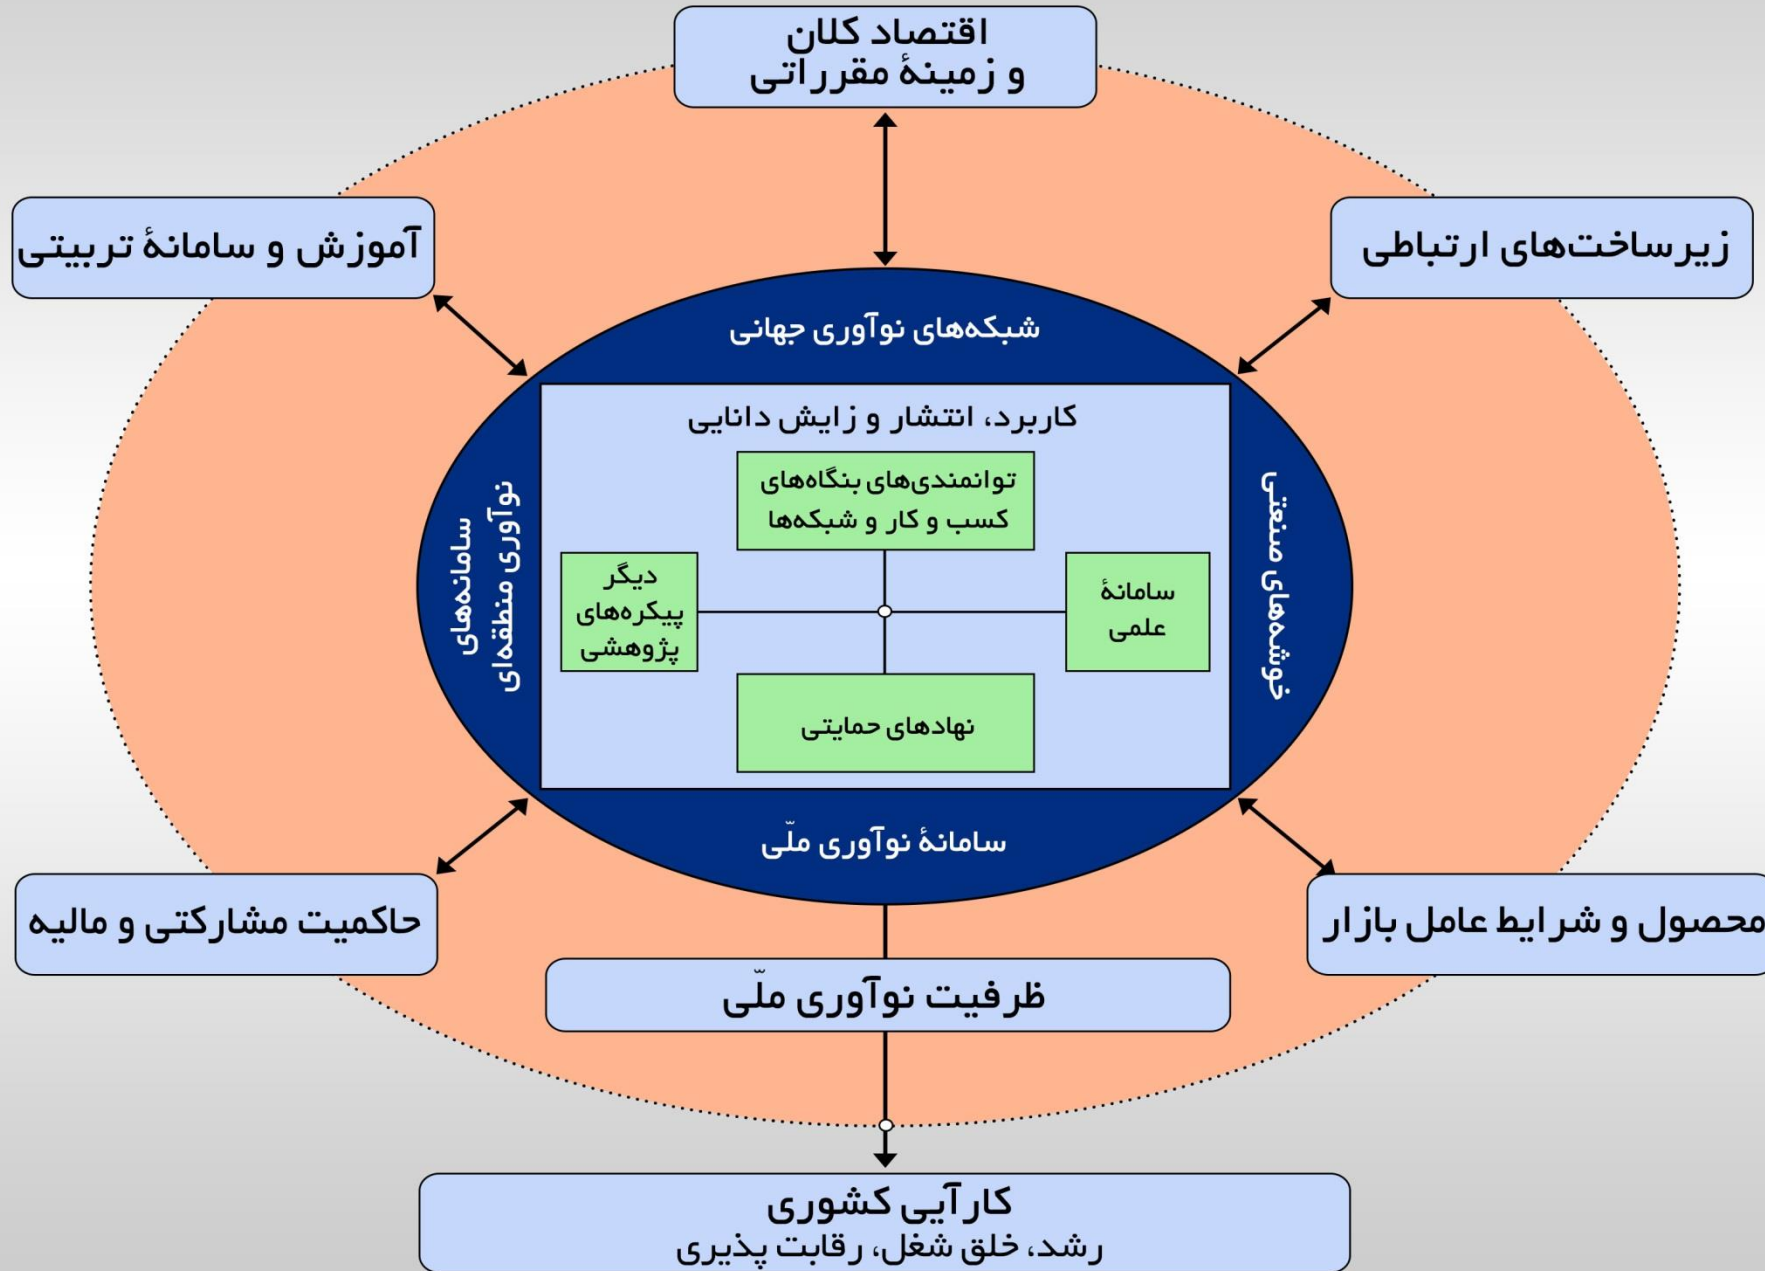 اقتصاد کلان
و زمینهٔ مقرراتی
زیرساخت‌های ارتباطی
آموزش و سامانهٔ تربیتی
شبکه‌های نوآوری جهانی
کاربرد، انتشار و زایش دانایی
توانمندی‌های بنگاه‌های
کسب و کار و شبکه‌ها
خوشه‌های صنعتی
سامانهٔ
علمی
دیگر
پیکره‌های
پژوهشی
سامانه‌های
نوآوری منطقه‌ای
نهادهای حمایتی
سامانهٔ نوآوری ملّی
محصول و شرایط عامل بازار
حاکمیت مشارکتی و مالیه
ظرفیت نوآوری ملّی
کارآیی کشوری
رشد، خلق شغل، رقابت پذیری